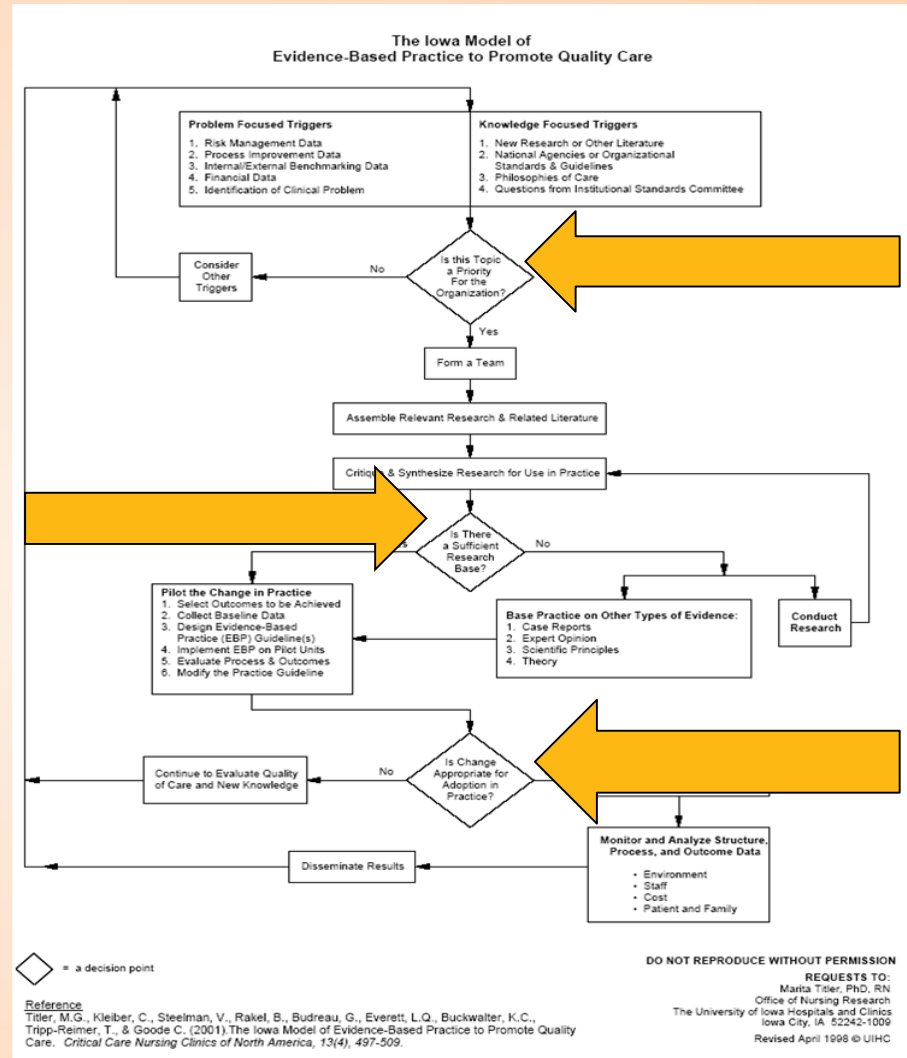 The Iowa Model of
Evidence-Based Practice to Promote Quality Care
Problem Focused Triggers
1. Risk Management Data
2. Process Improvement Data
3. Internal/External Benchmarking Data
4. Financial Data
5. Identification of Clinical Problem
Knowledge Focused Triggers
1. New Research or Other Literature
2. National Agencies or Organizational
Standards & Guidelines
3. Philosophies of Care
4. Questions from Institutional Standards Committee
Consider
Other
Triggers
No
Is this Topic
a Priority
For the
Organization?
Yes
Form a Team
Assemble Relevant Research & Related Literature
& Synthesize Research for Use in Practice
Is There
a Sufficient
Research
Base?
No
Pilot the Change in Practice
1. Select Outcomes to be Achieved
2. Collect Baseline Data
3. Design Evidence-Based
Practice (EBP) Guideline(s)
4. Implement EBP on Pilot Units
5. Evaluate Process & Outcomes
6. Modify the Practice Guideline
Base Practice on Other Types of Evidence:
1. Case Reports
2. Expert Opinion
3. Scientific Principles
4. Theory
Conduct
Research
Continue to Evaluate Quality
of Care and New Knowledge
No
Is Change
Appropriate for
Adoption in
Practice?
Monitor and Analyze Structure,
Process, and Outcome Data
• Environment
• Staff
• Cost
• Patient and Family
Disseminate Results
= a decision point
DO NOT REPRODUCE WITHOUT PERMISSION
REQUESTS TO:
Marita Titler, PhD, RN
Office of Nursing Research
The University of Iowa Hospitals and Clinics
Iowa City, IA 52242-1009
Revised April 1998 © UIHC
Reference
Titler, M.G., Kleiber, C., Steelman, V., Rakel, B., Budreau, G., Everett, L.Q., Buckwalter, K.C.,
Tripp-Reimer, T., & Goode C. (2001).The Iowa Model of Evidence-Based Practice to Promote Quality
Care. Critical Care Nursing Clinics of North America, 13(4), 497-509.